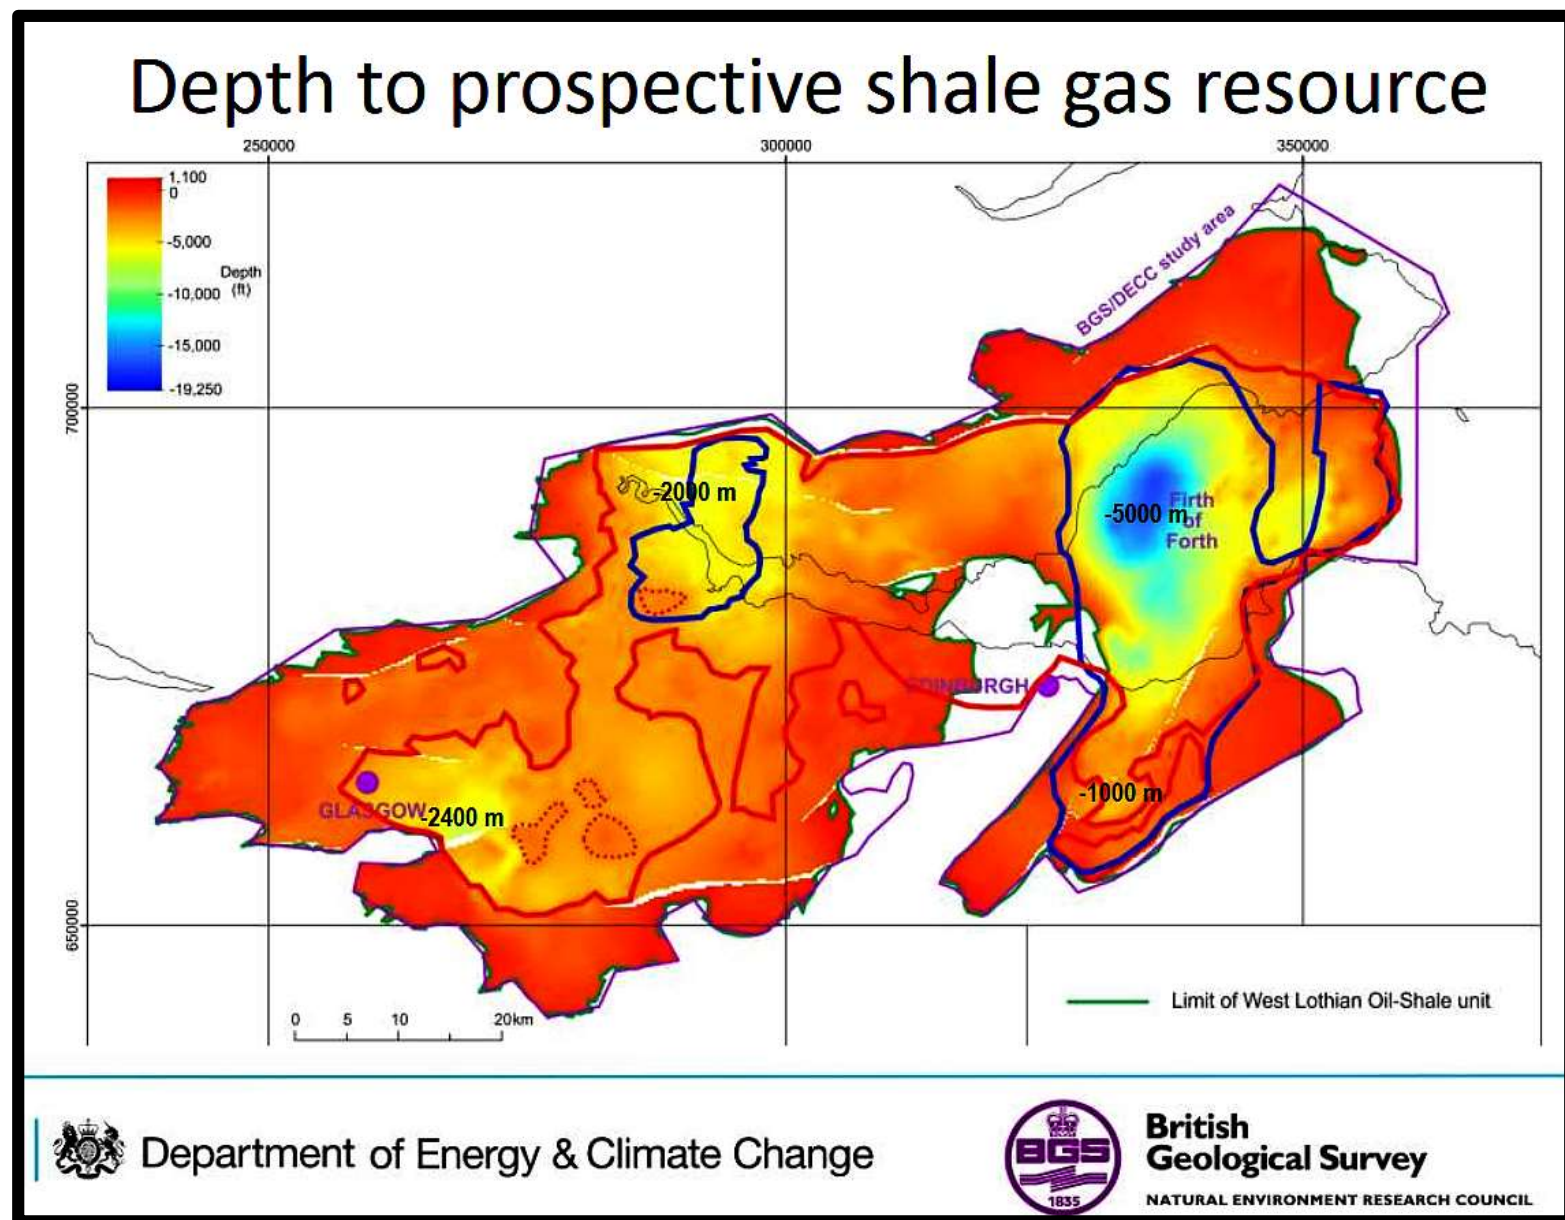 Depth to prospective shale gas resource
250000
300000
350000
1,100
0
-5,000
Depth
(ft)
-10,000
-15,000
-19,250
BGS/DECC study area
700000
-2000 m
-5000 m
Firth
of
Forth
EDINBURGH
GLASGOW
-2400 m
-1000 m
650000
0
5
10
20km
Limit of West Lothian Oil-Shale unit
Department of Energy & Climate Change
BGS
1835
British
Geological Survey
NATURAL ENVIRONMENT RESEARCH COUNCIL